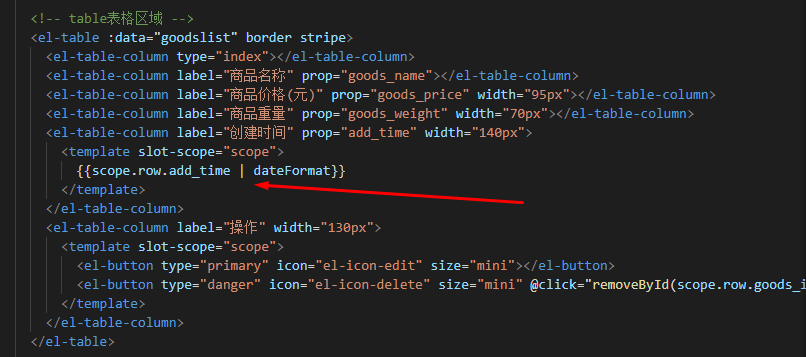 <!-- table表格区域 -->
<el-table :data="goodslist" border stripe>
<el-table-column type="index"></el-table-column>
<el-table-column label="商品名称" prop="goods_name"></el-table-column>
<el-table-column label="商品价格(元)" prop="goods_price" width="95px"></el-table-column>
<el-table-column label="商品重量" prop="goods_weight" width="70px"></el-table-column>
<el-table-column label="创建时间" prop="add_time" width="140px">
<template slot-scope="scope">
{{scope.row.add_time | dateFormat}}
</template>
</el-table-column>
<el-table-column label="操作" width="130px">
<template slot-scope="scope">
<el-button type="primary" icon="el-icon-edit" size="mini"></el-button>
<el-button type="danger" icon="el-icon-delete" size="mini" @click="removeById(scope.row.goods_i
</template>
</el-table-column>
</el-table>